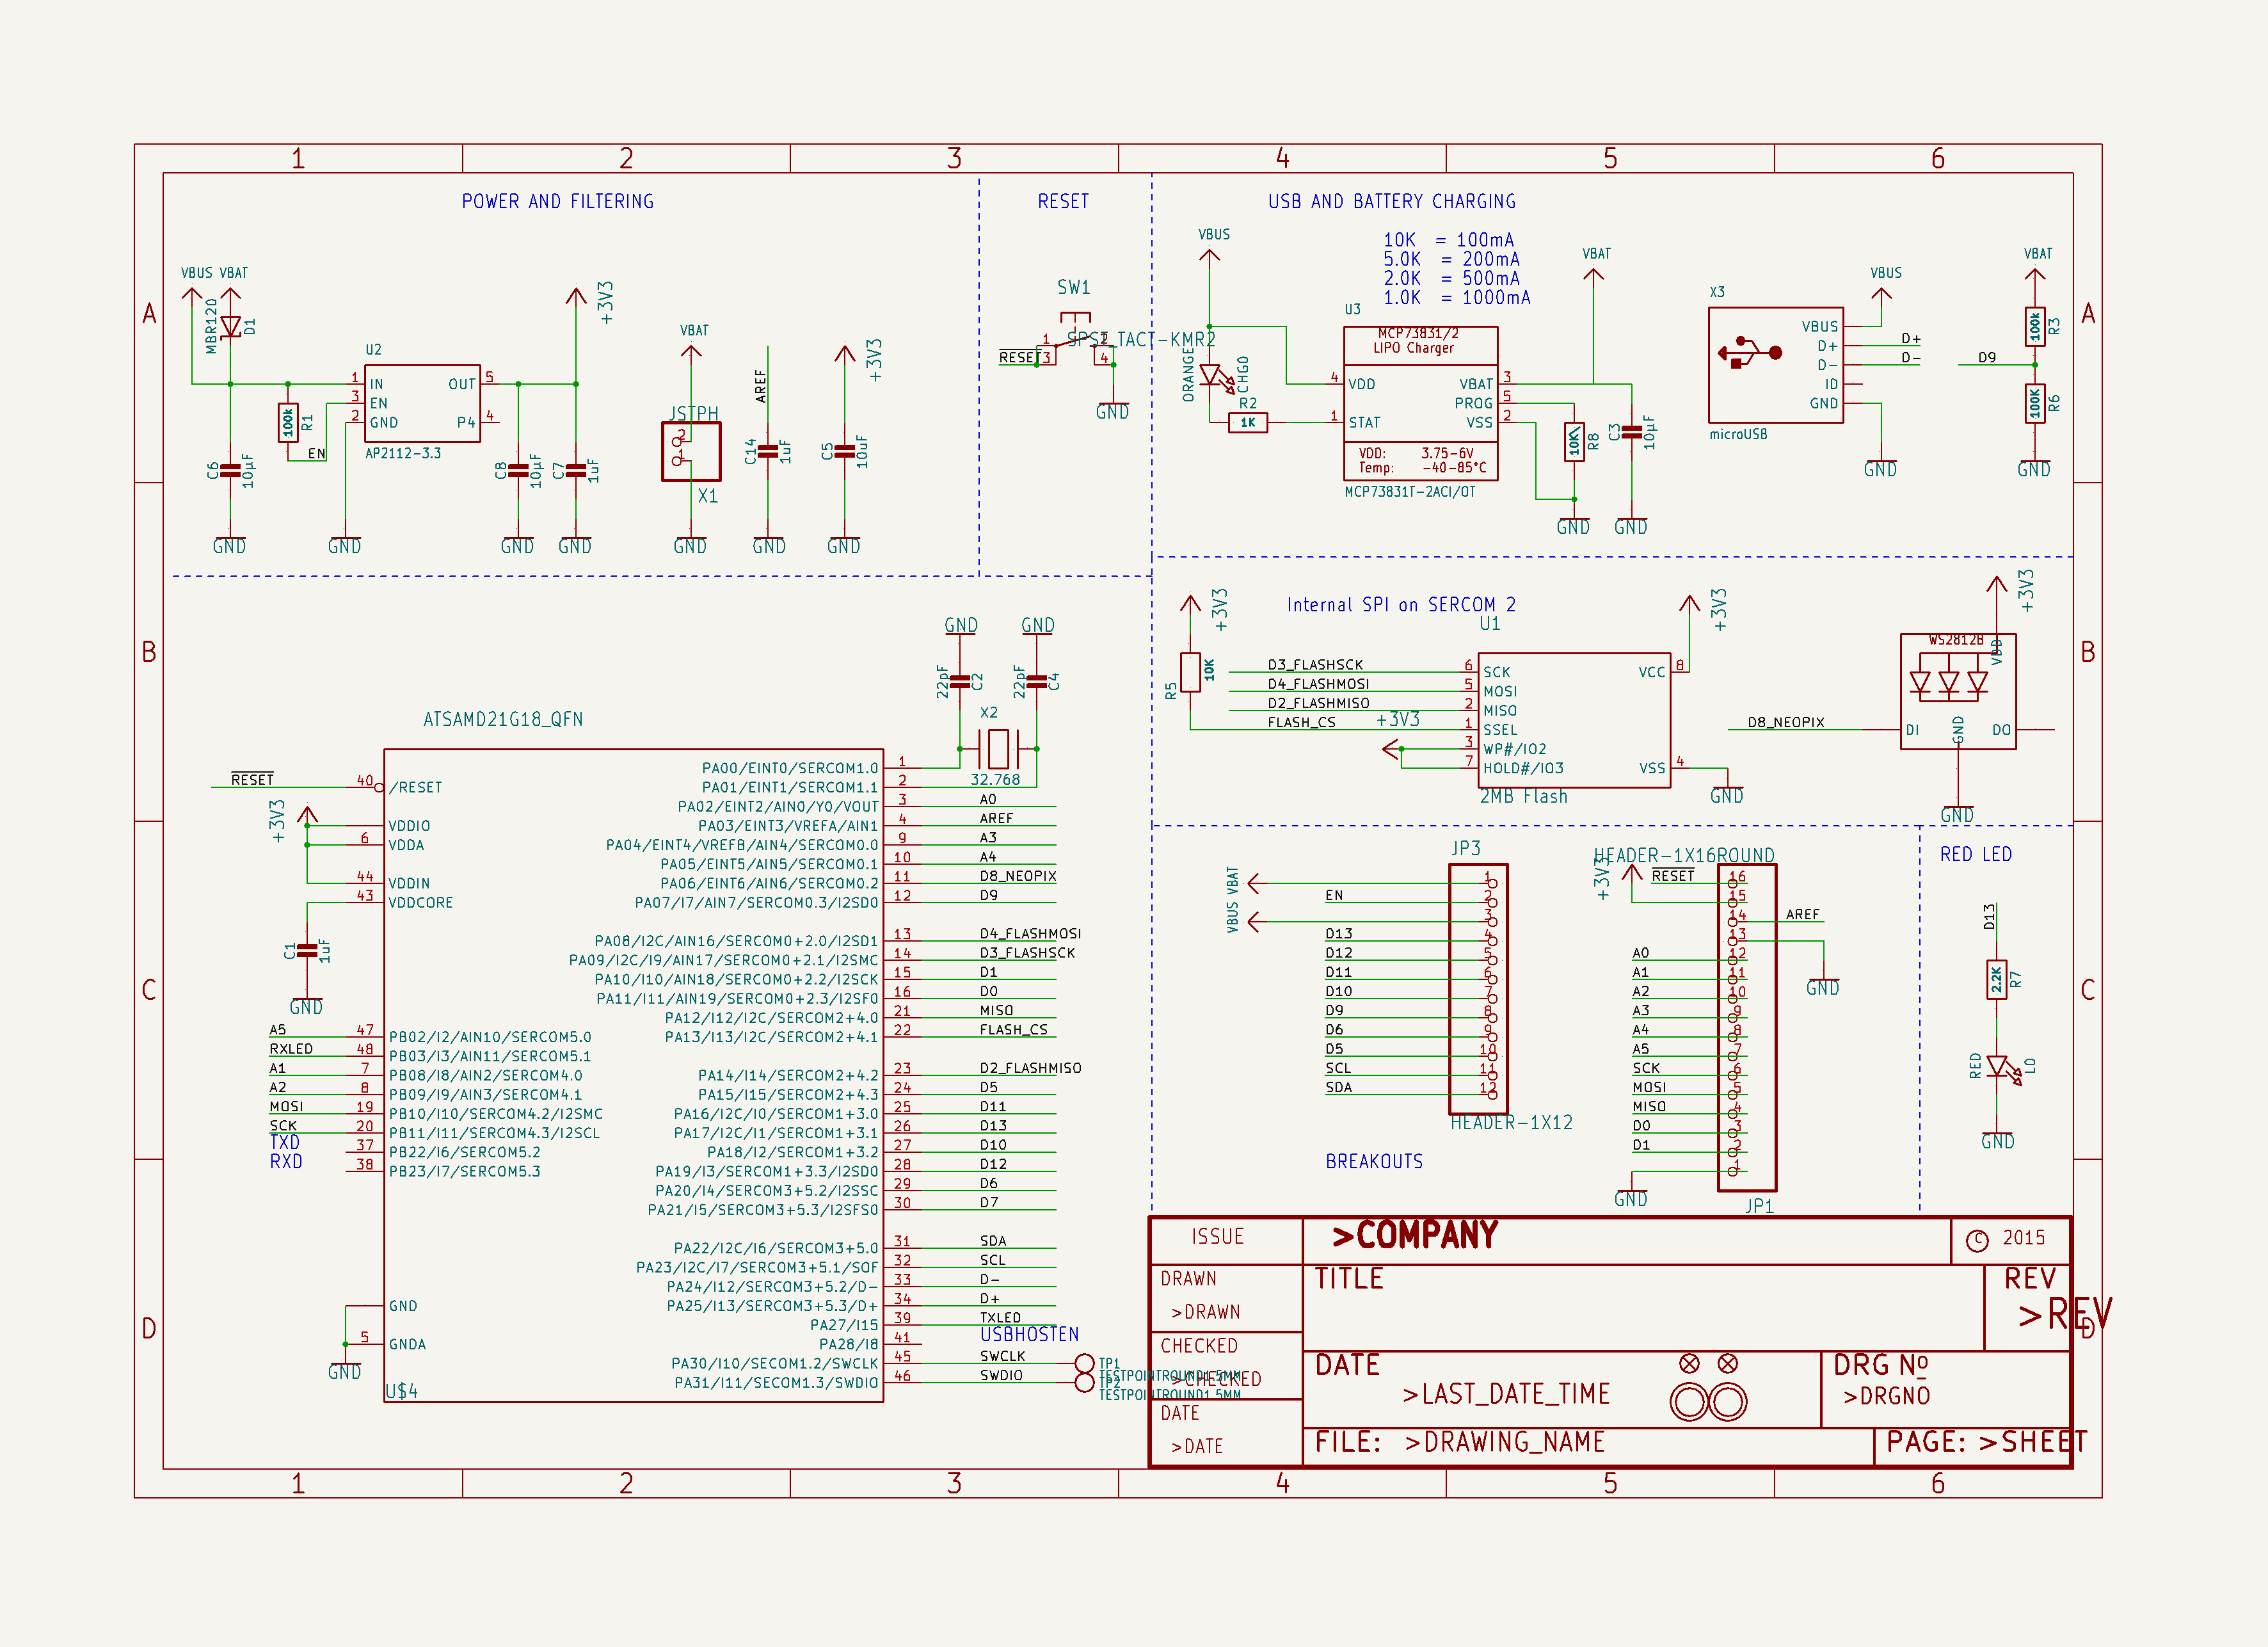 1 2 3 4 5 6
A
B
C
D
POWER AND FILTERING
VBUS VBAT
MBR120
D1
+3V3
U2
1 IN
3 EN
2 GND
OUT 5
P4 4
AP2112-3.3
100k
R1
EN
C6
10µF
C8
10µF
C7
1uF
GND
GND
GND
GND
VBAT
JSTPH
2
1
X1
GND
AREF
C14
1uF
GND
+3V3
C5
10uF
GND
RESET
SW1
SPST_TACT-KMR2
1
2
3
4
RESET
GND
USB AND BATTERY CHARGING
10K = 100mA
5.0K = 200mA
2.0K = 500mA
1.0K = 1000mA
VBUS
ORANGE
CHG0
R2
1K
U3
MCP73831/2
LIPO Charger
4 VDD
1 STAT
VBAT 3
PROG 5
VSS 2
VDD: 3.75-6V
Temp: -40-85°C
MCP73831T-2ACI/OT
VBAT
10K\
R8
C3
10µF
GND
GND
X3
VBUS
D+
D-
ID
GND
microUSB
VBUS
D+
D-
GND
VBAT
100k
R3
D9
100K
R6
GND
Internal SPI on SERCOM 2
+3V3
R5
10K
D3_FLASHSCK
D4_FLASHMOSI
D2_FLASHMISO
FLASH_CS
+3V3
U1
6 SCK
5 MOSI
2 MISO
1 SSEL
3 WP#/IO2
7 HOLD#/IO3
VCC 8
VSS 4
2MB Flash
+3V3
GND
D8_NEOPIX
WS2812B
VDD
DI
GND
DO
+3V3
GND
ATSAMD21G18_QFN
GND
GND
22pF
C2
22pF
C4
X2
32.768
RESET
40 /RESET
+3V3
VDDIO
6 VDDA
44 VDDIN
43 VDDCORE
C1
1uF
GND
A5 47 PB02/I2/AIN10/SERCOM5.0
RXLED 48 PB03/I3/AIN11/SERCOM5.1
A1 7 PB08/I8/AIN2/SERCOM4.0
A2 8 PB09/I9/AIN3/SERCOM4.1
MOSI 19 PB10/I10/SERCOM4.2/I2SMC
SCK 20 PB11/I11/SERCOM4.3/I2SCL
TXD 37 PB22/I6/SERCOM5.2
RXD 38 PB23/I7/SERCOM5.3
GND
5 GNDA
GND
U$4
PA00/EINT0/SERCOM1.0 1
PA01/EINT1/SERCOM1.1 2
PA02/EINT2/AIN0/Y0/VOUT 3 A0
PA03/EINT3/VREFA/AIN1 4 AREF
PA04/EINT4/VREFB/AIN4/SERCOM0.0 9 A3
PA05/EINT5/AIN5/SERCOM0.1 10 A4
PA06/EINT6/AIN6/SERCOM0.2 11 D8_NEOPIX
PA07/I7/AIN7/SERCOM0.3/I2SD0 12 D9
PA08/I2C/AIN16/SERCOM0+2.0/I2SD1 13 D4_FLASHMOSI
PA09/I2C/I9/AIN17/SERCOM0+2.1/I2SMC 14 D3_FLASHSCK
PA10/I10/AIN18/SERCOM0+2.2/I2SCK 15 D1
PA11/I11/AIN19/SERCOM0+2.3/I2SF0 16 D0
PA12/I12/I2C/SERCOM2+4.0 21 MISO
PA13/I13/I2C/SERCOM2+4.1 22 FLASH_CS
PA14/I14/SERCOM2+4.2 23 D2_FLASHMISO
PA15/I15/SERCOM2+4.3 24 D5
PA16/I2C/I0/SERCOM1+3.0 25 D11
PA17/I2C/I1/SERCOM1+3.1 26 D13
PA18/I2/SERCOM1+3.2 27 D10
PA19/I3/SERCOM1+3.3/I2SD0 28 D12
PA20/I4/SERCOM3+5.2/I2SSC 29 D6
PA21/I5/SERCOM3+5.3/I2SFS0 30 D7
PA22/I2C/I6/SERCOM3+5.0 31 SDA
PA23/I2C/I7/SERCOM3+5.1/SOF 32 SCL
PA24/I12/SERCOM3+5.2/D- 33 D-
PA25/I13/SERCOM3+5.3/D+ 34 D+
PA27/I15 39 TXLED
PA28/I8 41 USBHOSTEN
PA30/I10/SECOM1.2/SWCLK 45 SWCLK
PA31/I11/SECOM1.3/SWDIO 46 SWDIO
TP1
TESTPOINTROUND1.5MM
TP2
TESTPOINTROUND1.5MM
JP3
VBUS VBAT
1
EN 2
3
D13 4
D12 5
D11 6
D10 7
D9 8
D6 9
D5 10
SCL 11
SDA 12
HEADER-1X12
BREAKOUTS
HEADER-1X16ROUND
+3V3
RESET 16
15
14 AREF
13
A0 12
A1 11
A2 10
A3 9
A4 8
A5 7
SCK 6
MOSI 5
MISO 4
D0 3
D1 2
1
GND
GND
JP1
RED LED
D13
2.2K
R7
RED
L0
GND
ISSUE
>COMPANY
© 2015
DRAWN
>DRAWN
TITLE
REV
>REV
CHECKED
>CHECKED
DATE
>LAST_DATE_TIME
DRG Nº
>DRGNO
DATE
>DATE
FILE: >DRAWING_NAME
PAGE: >SHEET
A
B
C
D
1 2 3 4 5 6